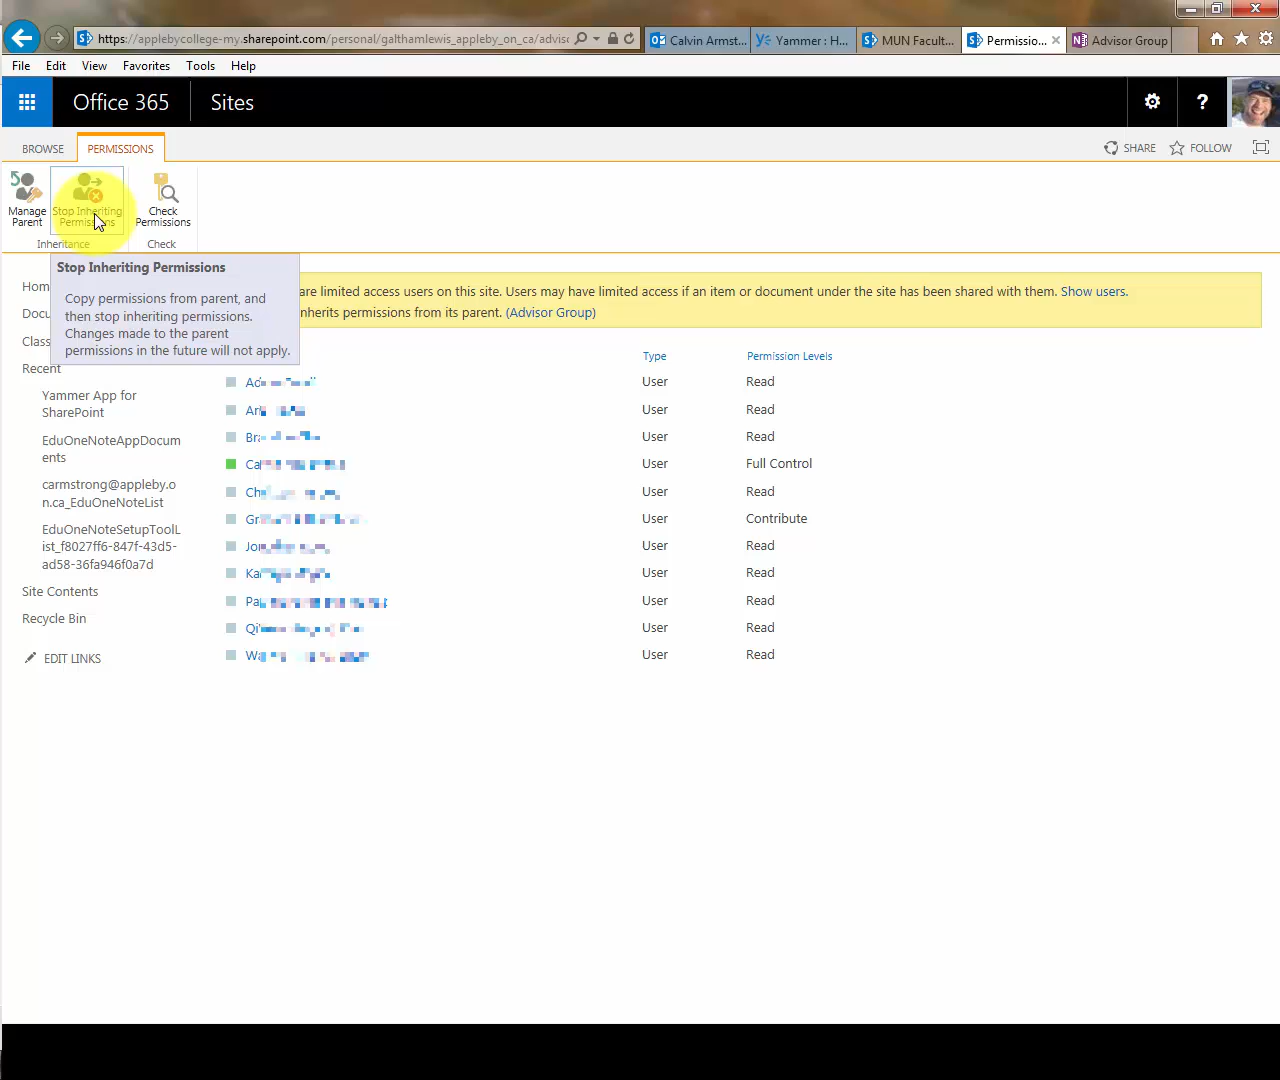 https://applebycollege-my.sharepoint.com/personal/galthamlewis_appleby_on_ca/adviso
Calvin Armst...
Yammer : H...
MUN Facult...
Permissio...
Advisor Group
File Edit View Favorites Tools Help
Office 365
Sites
?
BROWSE
PERMISSIONS
SHARE
FOLLOW
Manage
Parent
Stop Inheriting
Permissions
Check
Permissions
Inheritance
Check
Stop Inheriting Permissions
Copy permissions from parent, and
then stop inheriting permissions.
Changes made to the parent
permissions in the future will not apply.
are limited access users on this site. Users may have limited access if an item or document under the site has been shared with them. Show users.
nherits permissions from its parent. (Advisor Group)
Hom
Docu
Class
Recent
Yammer App for
SharePoint
EduOneNoteAppDocum
ents
carmstrong@appleby.o
n.ca_EduOneNoteList
EduOneNoteSetupToolL
ist_f8027ff6-847f-43d5-
ad58-36fa946f0a7d
Site Contents
Recycle Bin
EDIT LINKS
Type Permission Levels
User Read
User Read
User Read
User Full Control
User Read
User Contribute
User Read
User Read
User Read
User Read
User Read